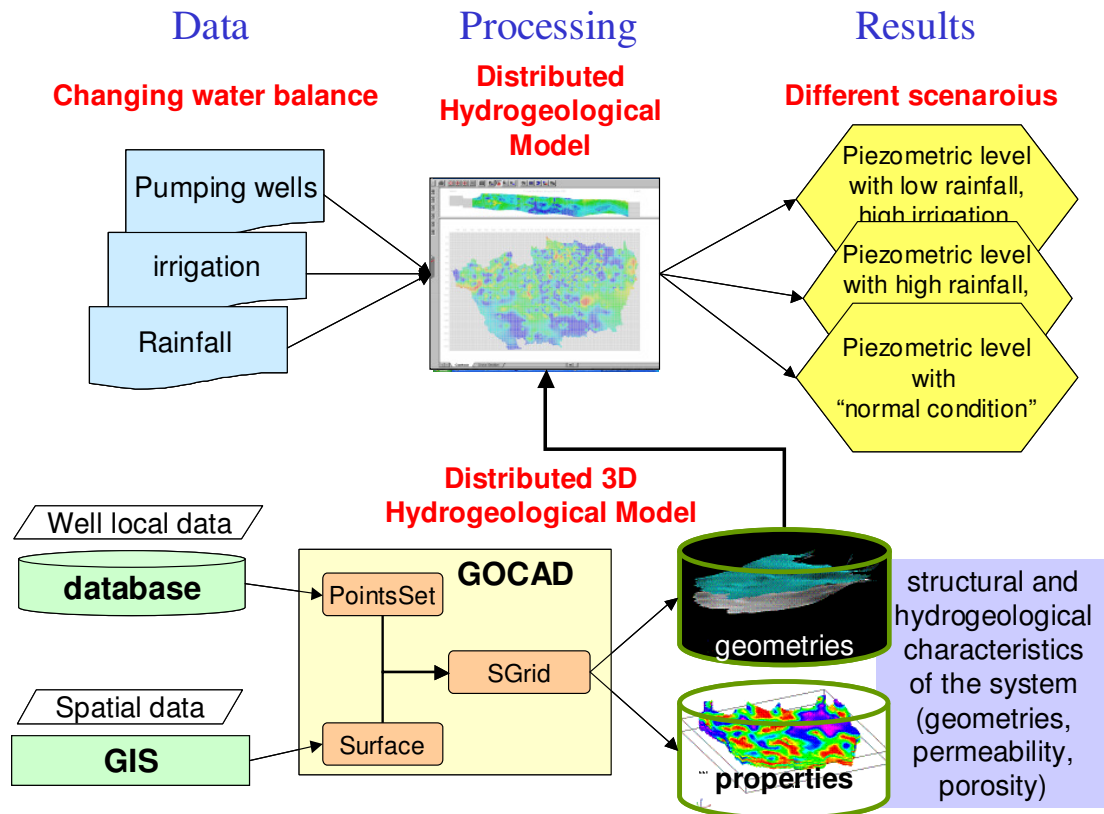 Data
Processing
Results
Changing water balance
Distributed
Hydrogeological
Model
Different scenaroius
Pumping wells
irrigation
Rainfall
Piezometric level
with low rainfall,
high irrigation
Piezometric level
with high rainfall,
Piezometric level
with
“normal condition”
Distributed 3D
Hydrogeological Model
Well local data
database
Spatial data
GIS
GOCAD
PointsSet
SGrid
Surface
geometries
properties
structural and
hydrogeological
characteristics
of the system
(geometries,
permeability,
porosity)